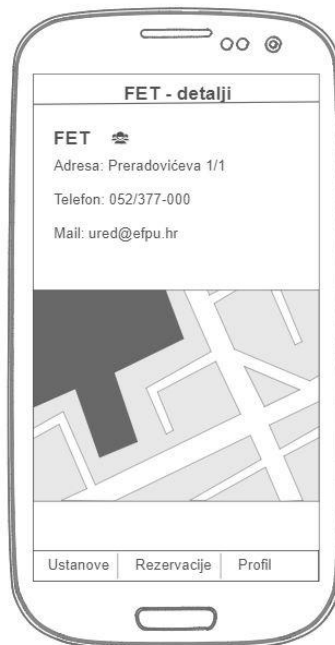 FET - detalji
FET
Adresa: Preradovićeva 1/1
Telefon: 052/377-000
Mail: ured@efpu.hr
Ustanove Rezervacije Profil